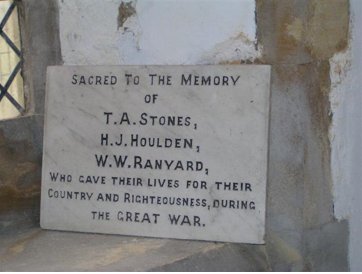 Sacred To The Memory
of
T.A. Stones,
H.J. Houlden,
W.W. Ranyard,
Who gave their lives for their
Country and Righteousness, during
the Great War.